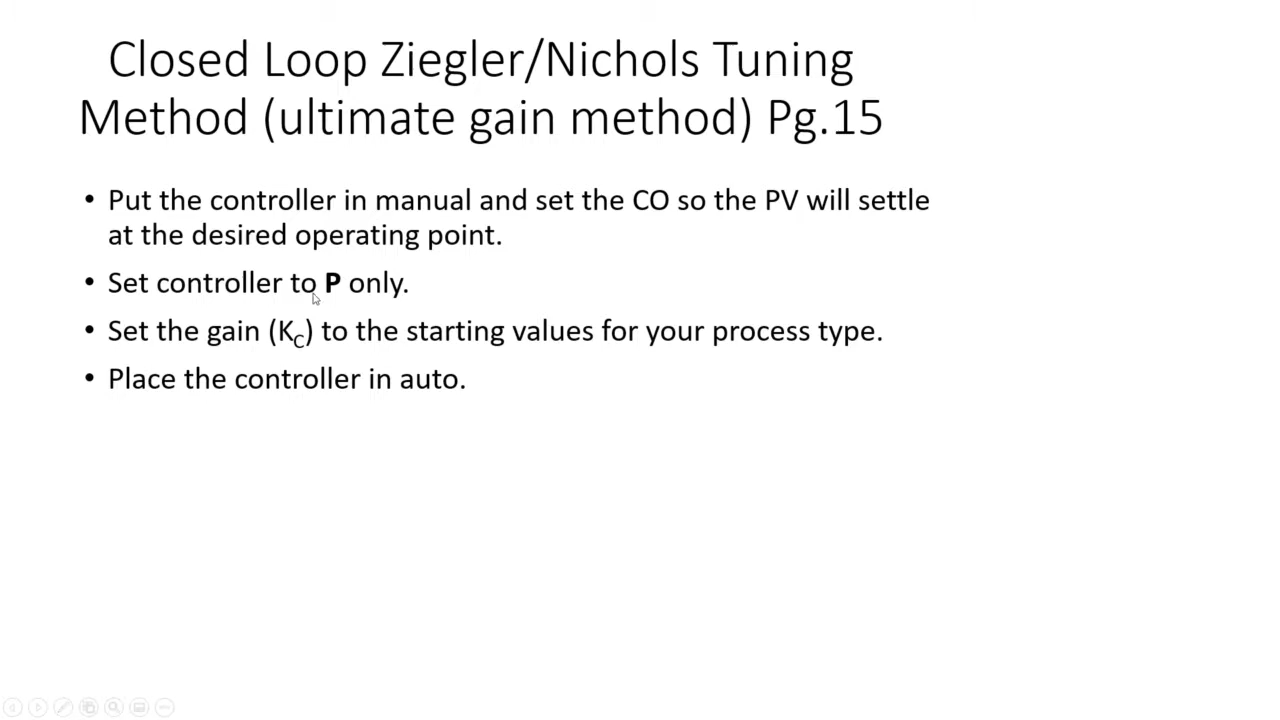 Closed Loop Ziegler/Nichols Tuning
Method (ultimate gain method) Pg.15
• Put the controller in manual and set the CO so the PV will settle
at the desired operating point.
• Set controller to P only.
• Set the gain (KC) to the starting values for your process type.
• Place the controller in auto.